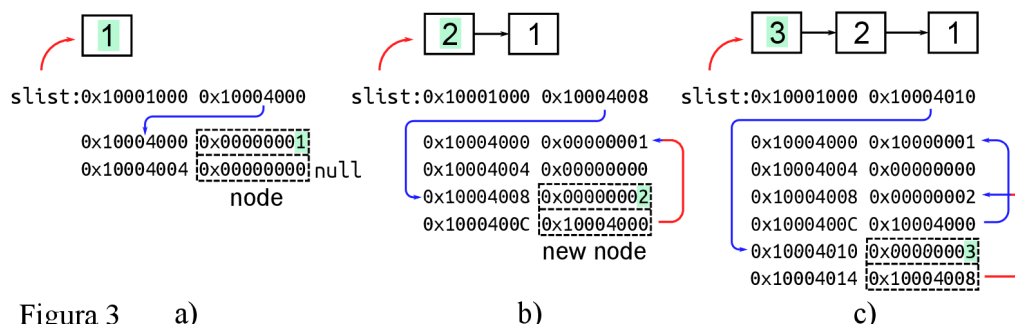 1
slist:0x10001000 0x10004000
0x10004000 0x00000001
0x10004004 0x00000000 null
node
2 1
slist:0x10001000 0x10004008
0x10004000 0x00000001
0x10004004 0x00000000
0x10004008 0x00000002
0x1000400C 0x10004000
new node
3 2 1
slist:0x10001000 0x10004010
0x10004000 0x10000001
0x10004004 0x00000000
0x10004008 0x00000002
0x1000400C 0x10004000
0x10004010 0x00000003
0x10004014 0x10004008
Figura 3 a) b) c)